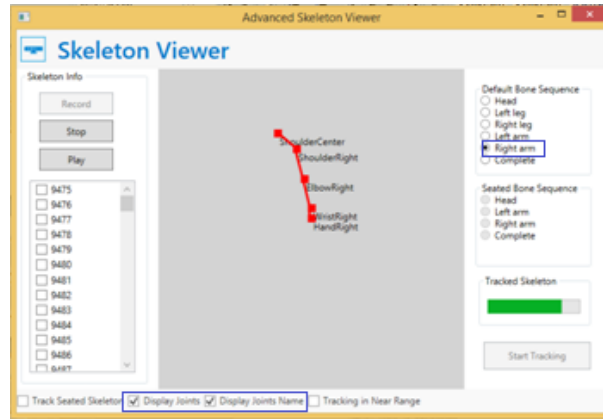 Advanced Skeleton Viewer
Skeleton Viewer
Skeleton Info
Record
Stop
Play
9475
9476
9477
9478
9479
9480
9481
9482
9483
9484
9485
9486
9487
ShoulderCenter
ShoulderRight
ElbowRight
WristRight
HandRight
Default Bone Sequence
Head
Left leg
Right leg
Left arm
Right arm
Complete
Seated Bone Sequence
Head
Left arm
Right arm
Complete
Tracked Skeleton
Start Tracking
Track Seated Skeleton Display Joints Display Joints Name Tracking in Near Range